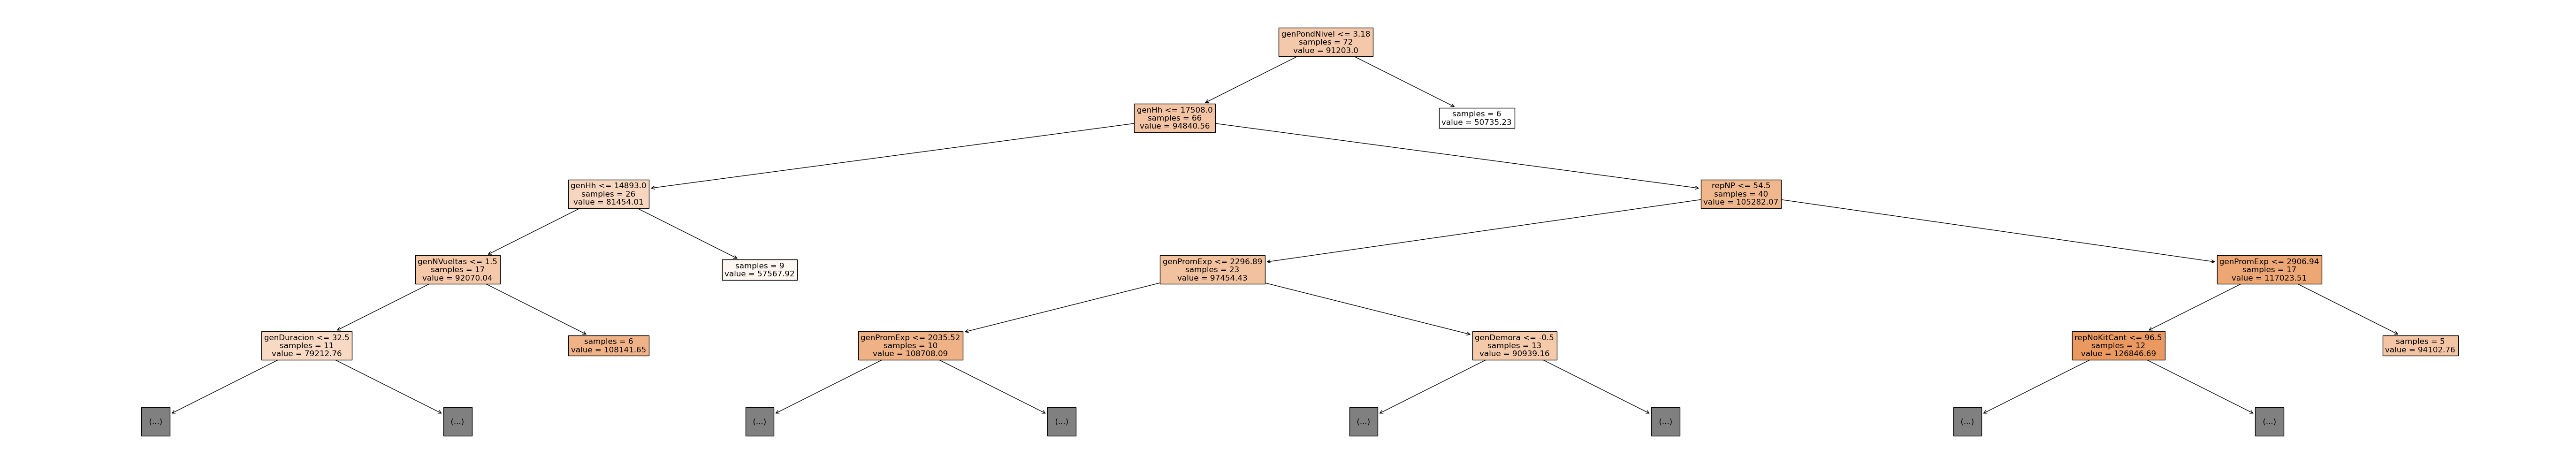 genPondNivel <= 3.18
samples = 72
value = 91203.0
genHh <= 17508.0
samples = 66
value = 94840.56
samples = 6
value = 50735.23
genHh <= 14893.0
samples = 26
value = 81454.01
repNP <= 54.5
samples = 40
value = 105282.07
genNVueltas <= 1.5
samples = 17
value = 92070.04
samples = 9
value = 57567.92
genPromExp <= 2296.89
samples = 23
value = 97454.43
genPromExp <= 2906.94
samples = 17
value = 117023.51
genDuracion <= 32.5
samples = 11
value = 79212.76
samples = 6
value = 108141.65
genPromExp <= 2035.52
samples = 10
value = 108708.09
genDemora <= -0.5
samples = 13
value = 90939.16
repNoKitCant <= 96.5
samples = 12
value = 126846.69
samples = 5
value = 94102.76
(...)
(...)
(...)
(...)
(...)
(...)
(...)
(...)